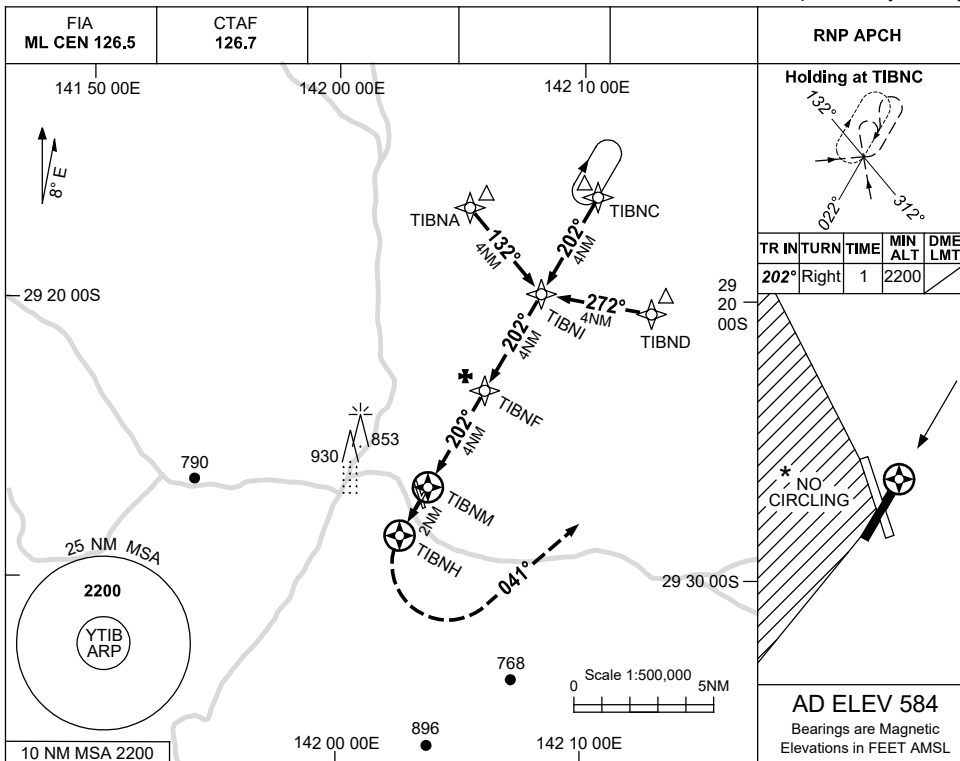 FIA
ML CEN 126.5
CTAF
126.7
RNP APCH
141 50 00E
142 00 00E
142 10 00E
8° E
TIBNA
TIBNC
132°
4NM
202°
4NM
TIBNI
272°
4NM
TIBND
29 20 00S
29
20
00S
202°
4NM
TIBNF
202°
4NM
853
930
790
TIBNM
2NM
TIBNH
041°
29 30 00S
25 NM MSA
2200
YTIB
ARP
10 NM MSA 2200
768
896
Scale 1:500,000
0
5NM
142 00 00E
142 10 00E
Holding at TIBNC
132°
022°
312°
TR IN TURN TIME MIN ALT DME LMT
202° Right 1 2200
* NO
CIRCLING
AD ELEV 584
Bearings are Magnetic
Elevations in FEET AMSL